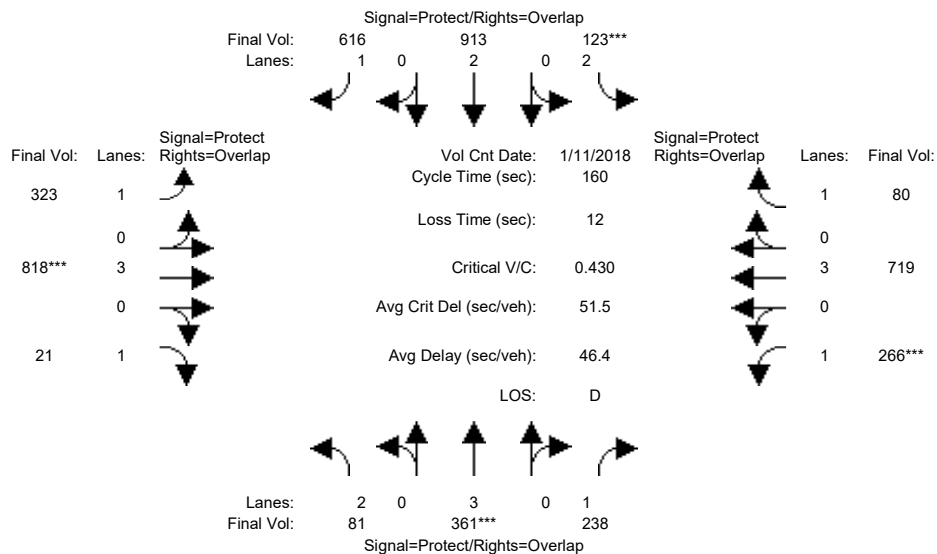 Signal=Protect/Rights=Overlap
Final Vol: 616 913 123***
Lanes: 1 0 2 0 2
Signal=Protect Signal=Protect
Final Vol: Lanes: Rights=Overlap Vol Cnt Date: 1/11/2018 Rights=Overlap Lanes: Final Vol:
Cycle Time (sec): 160
323 1 1 80
Loss Time (sec): 12
0 0
818*** 3 Critical V/C: 0.430 3 719
0 Avg Crit Del (sec/veh): 51.5 0
21 1 Avg Delay (sec/veh): 46.4 1 266***
LOS: D
Lanes: 2 0 3 0 1
Final Vol: 81 361*** 238
Signal=Protect/Rights=Overlap